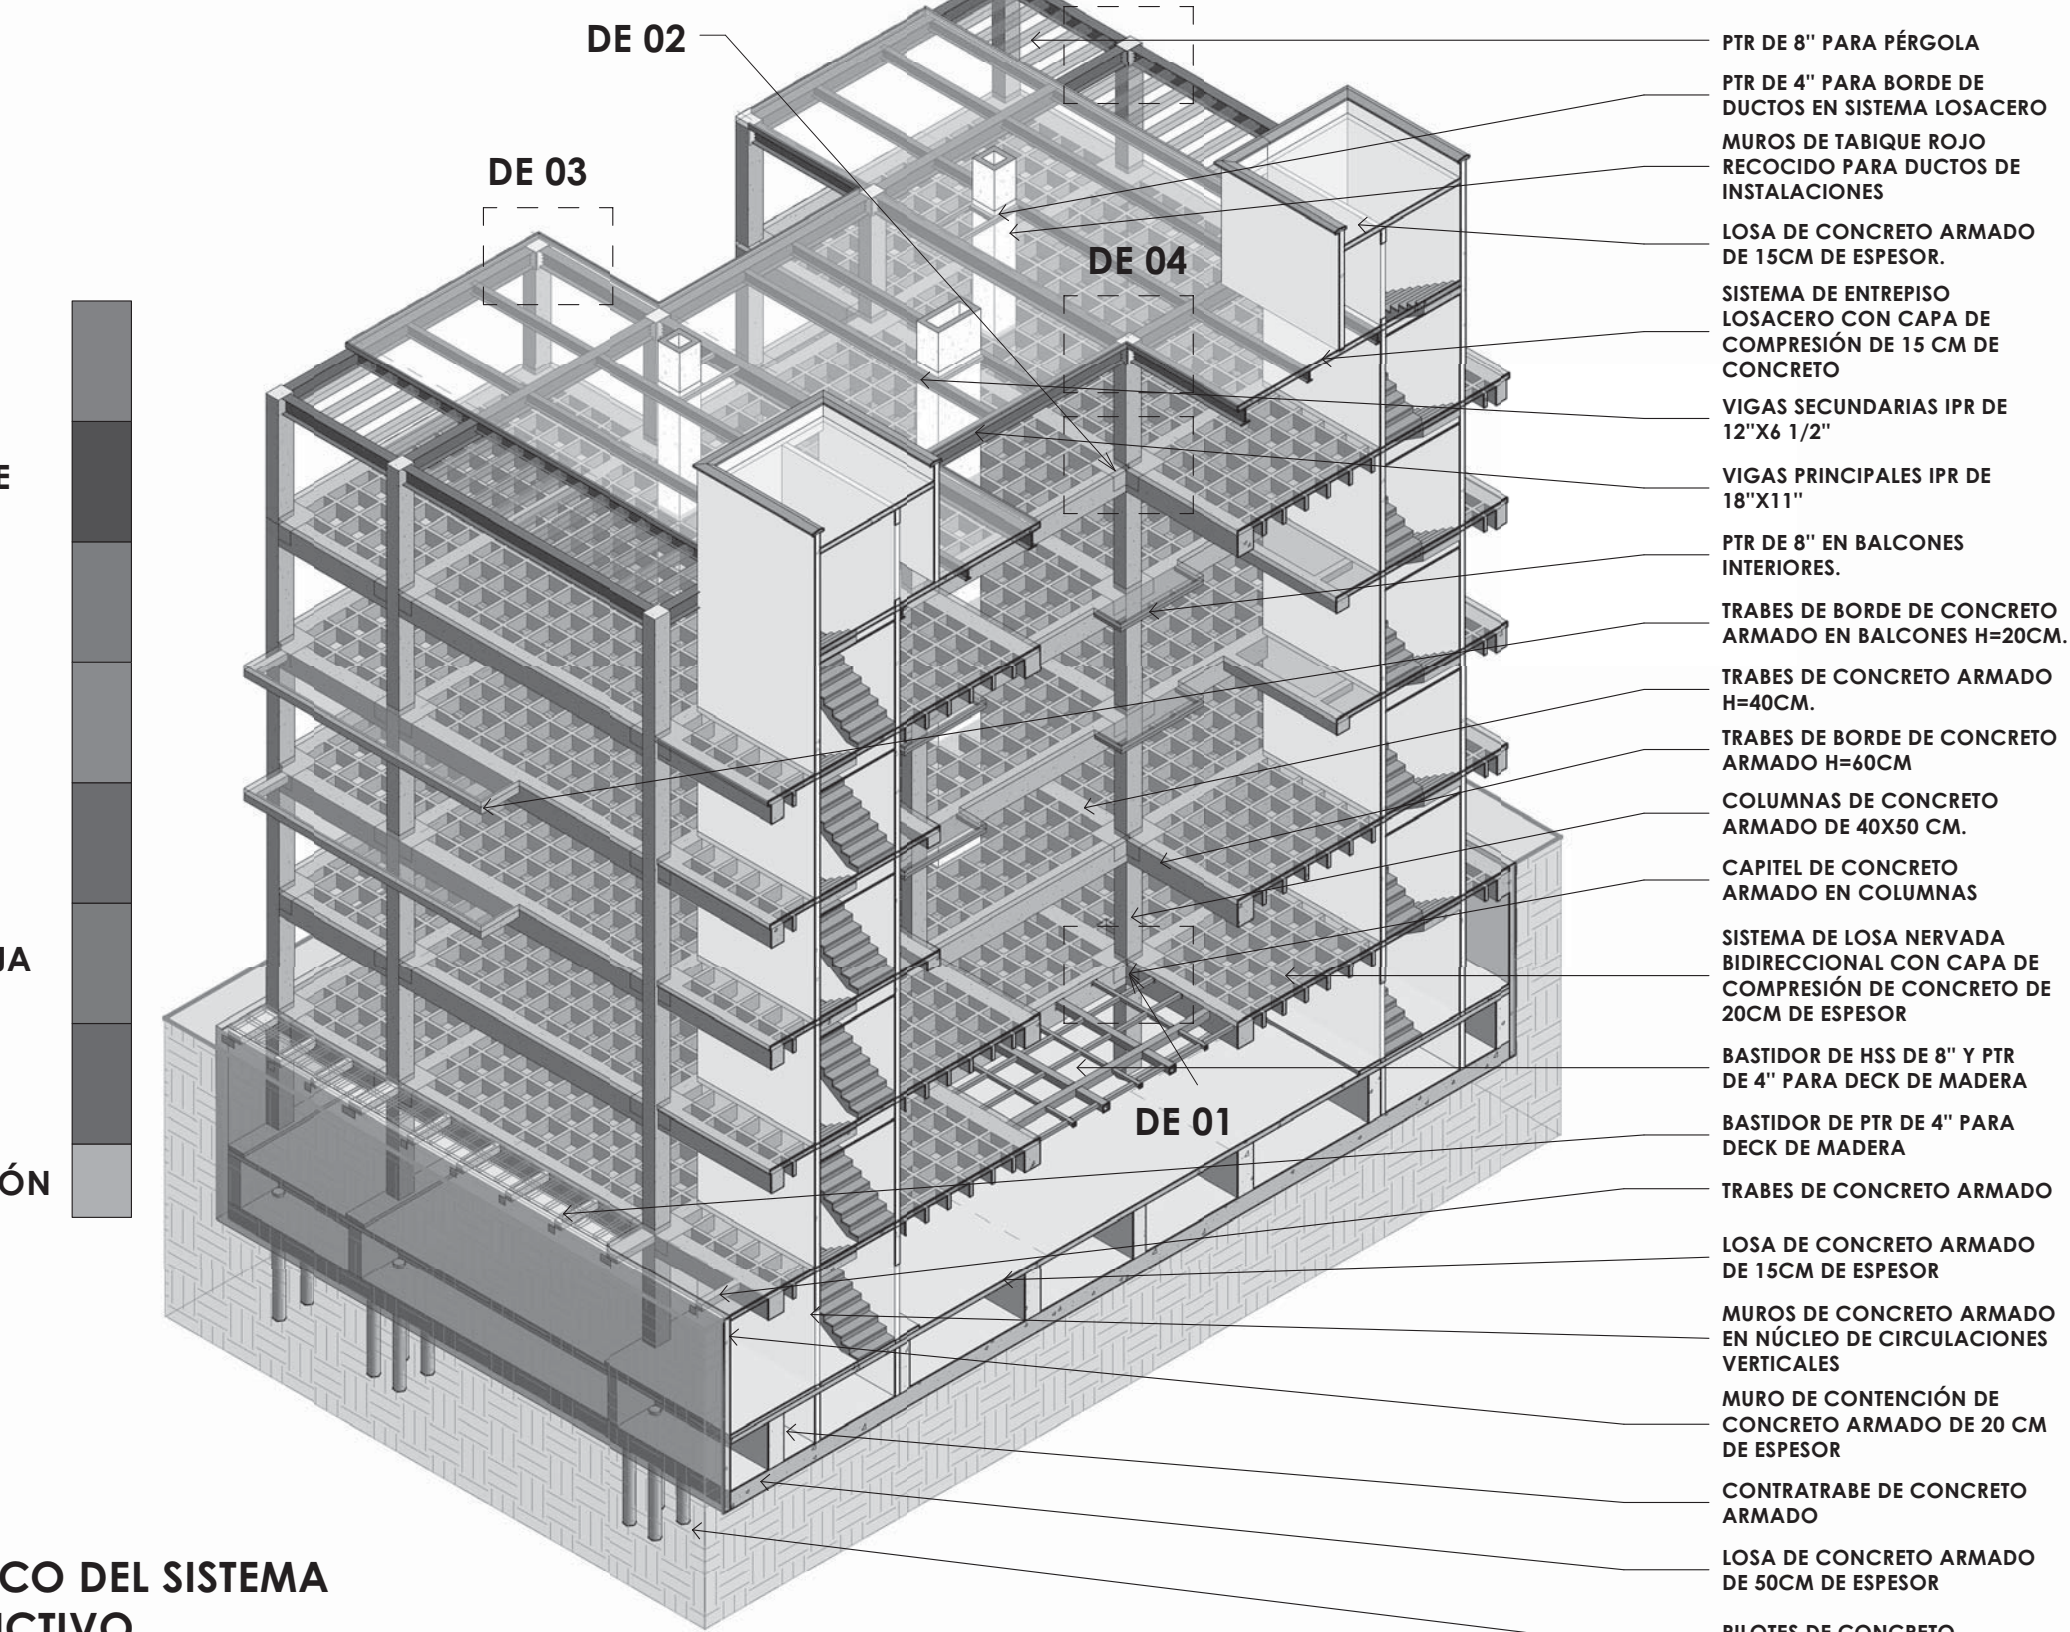 DE 02
DE 03
DE 04
DE 01
PTR DE 8" PARA PÉRGOLA
PTR DE 4" PARA BORDE DE
DUCTOS EN SISTEMA LOSACERO
MUROS DE TABIQUE ROJO
RECOCIDO PARA DUCTOS DE
INSTALACIONES
LOSA DE CONCRETO ARMADO
DE 15CM DE ESPESOR.
SISTEMA DE ENTREPISO
LOSACERO CON CAPA DE
COMPRESIÓN DE 15 CM DE
CONCRETO
VIGAS SECUNDARIAS IPR DE
12"X6 1/2"
VIGAS PRINCIPALES IPR DE
18"X11"
PTR DE 8" EN BALCONES
INTERIORES.
TRABES DE BORDE DE CONCRETO
ARMADO EN BALCONES H=20CM.
TRABES DE CONCRETO ARMADO
H=40CM.
TRABES DE BORDE DE CONCRETO
ARMADO H=60CM
COLUMNAS DE CONCRETO
ARMADO DE 40X50 CM.
CAPITEL DE CONCRETO
ARMADO EN COLUMNAS
SISTEMA DE LOSA NERVADA
BIDIRECCIONAL CON CAPA DE
COMPRESIÓN DE CONCRETO DE
20CM DE ESPESOR
BASTIDOR DE HSS DE 8" Y PTR
DE 4" PARA DECK DE MADERA
BASTIDOR DE PTR DE 4" PARA
DECK DE MADERA
TRABES DE CONCRETO ARMADO
LOSA DE CONCRETO ARMADO
DE 15CM DE ESPESOR
MUROS DE CONCRETO ARMADO
EN NÚCLEO DE CIRCULACIONES
VERTICALES
MURO DE CONTENCIÓN DE
CONCRETO ARMADO DE 20 CM
DE ESPESOR
CONTRATRABE DE CONCRETO
ARMADO
LOSA DE CONCRETO ARMADO
DE 50CM DE ESPESOR
PILOTES DE CONCRETO
E
JA
ÓN
CO DEL SISTEMA
UCTIVO